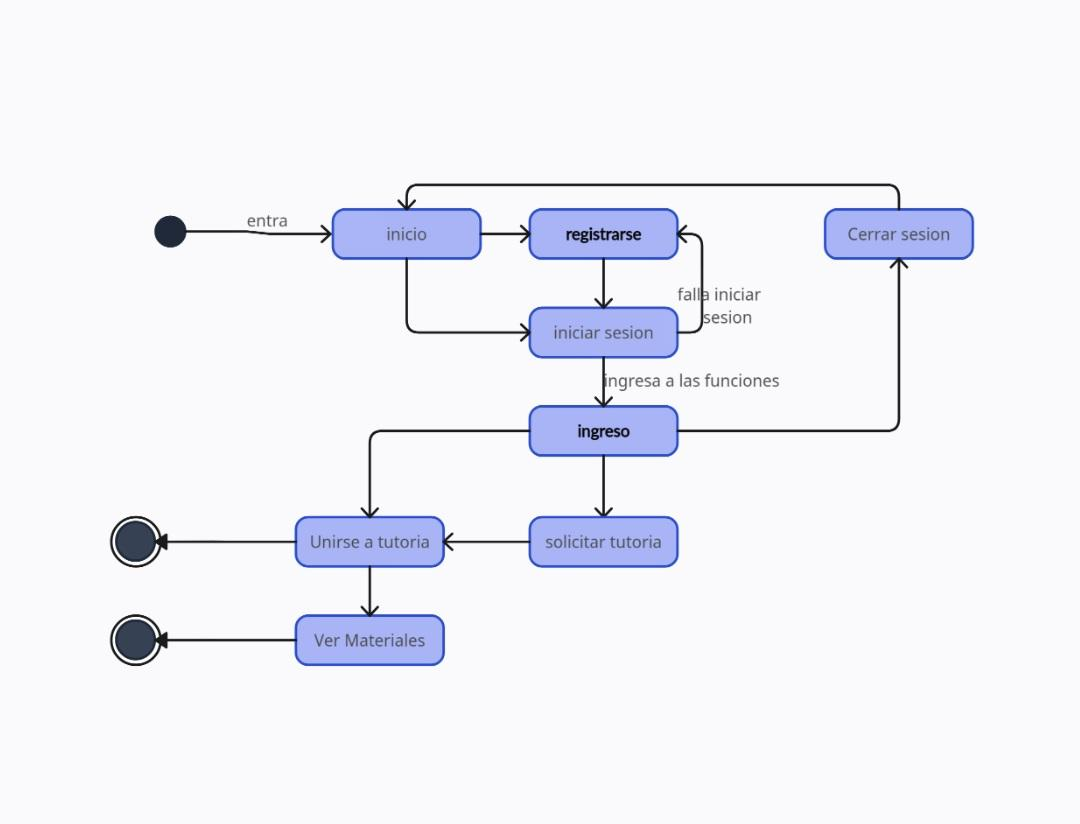 entra
inicio
registrarse
Cerrar sesion
falla iniciar
sesion
iniciar sesion
ingresa a las funciones
ingreso
Unirse a tutoria
solicitar tutoria
Ver Materiales